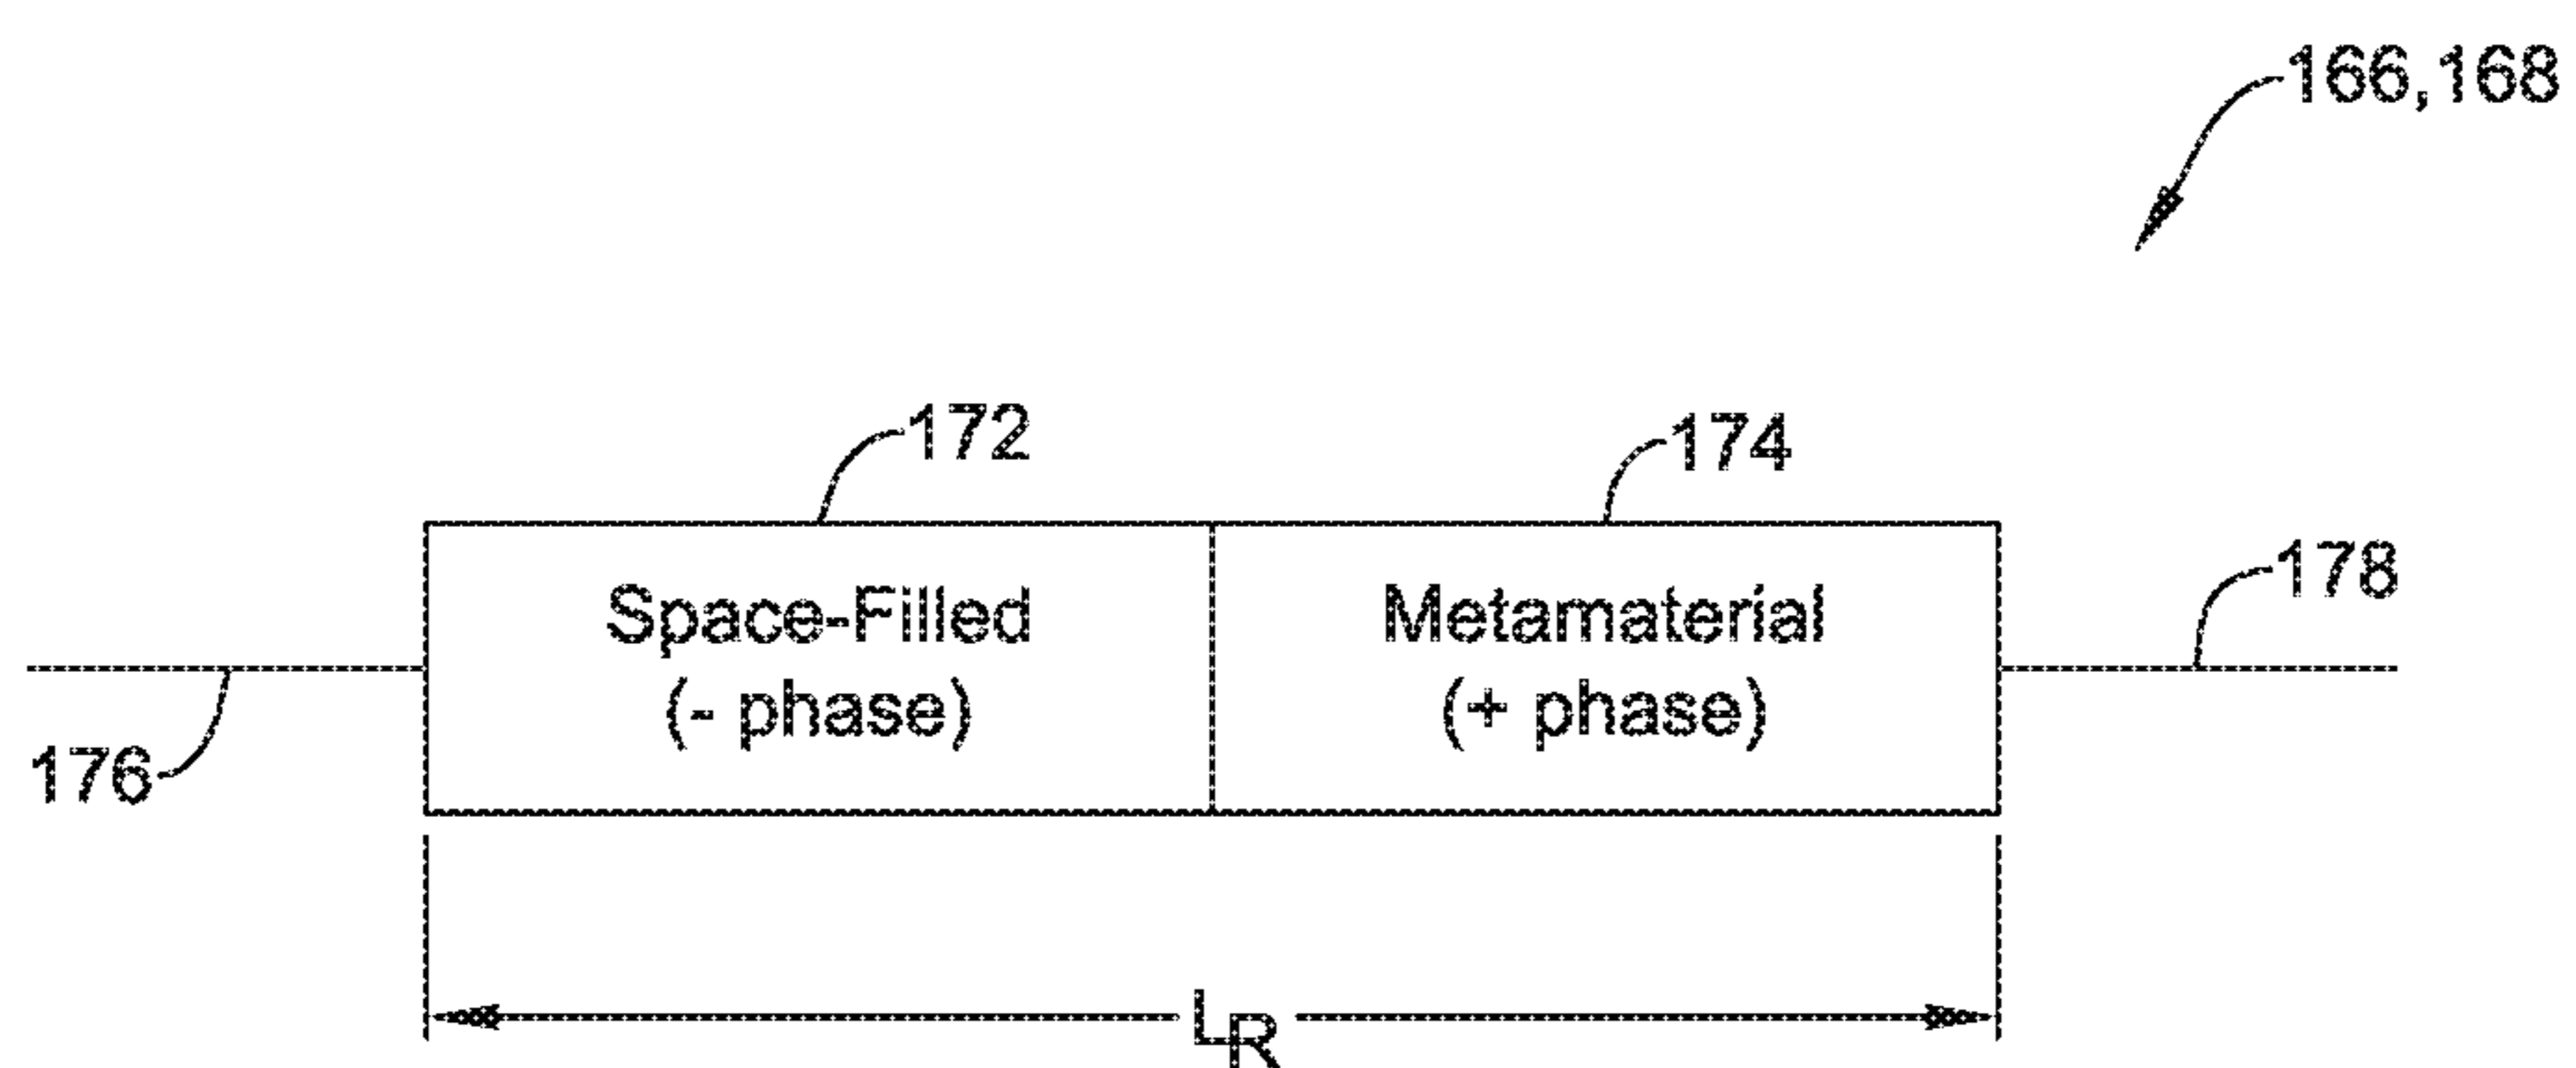 166,168
172
174
Space-Filled
(- phase)
Metamaterial
(+ phase)
178
176
LR